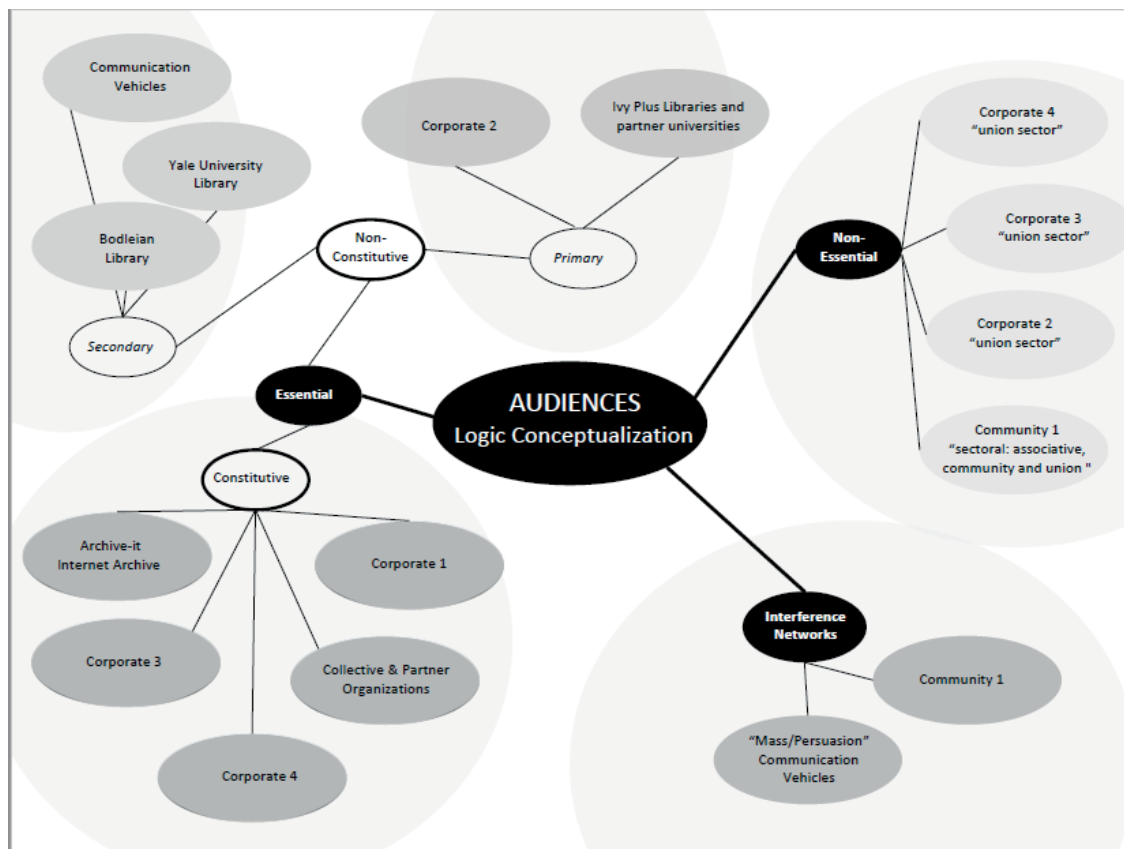 Communication
Vehicles
Yale University
Library
Bodleian
Library
Secondary
Non-
Constitutive
Corporate 2
Ivy Plus Libraries and
partner universities
Primary
Non-
Essential
Corporate 4
“union sector”
Corporate 3
“union sector”
Corporate 2
“union sector”
Community 1
“sectoral: associative,
community and union ”
Essential
AUDIENCES
Logic Conceptualization
Constitutive
Archive-it
Internet Archive
Corporate 1
Corporate 3
Collective & Partner
Organizations
Corporate 4
Interference
Networks
Community 1
“Mass/Persuasion”
Communication
Vehicles